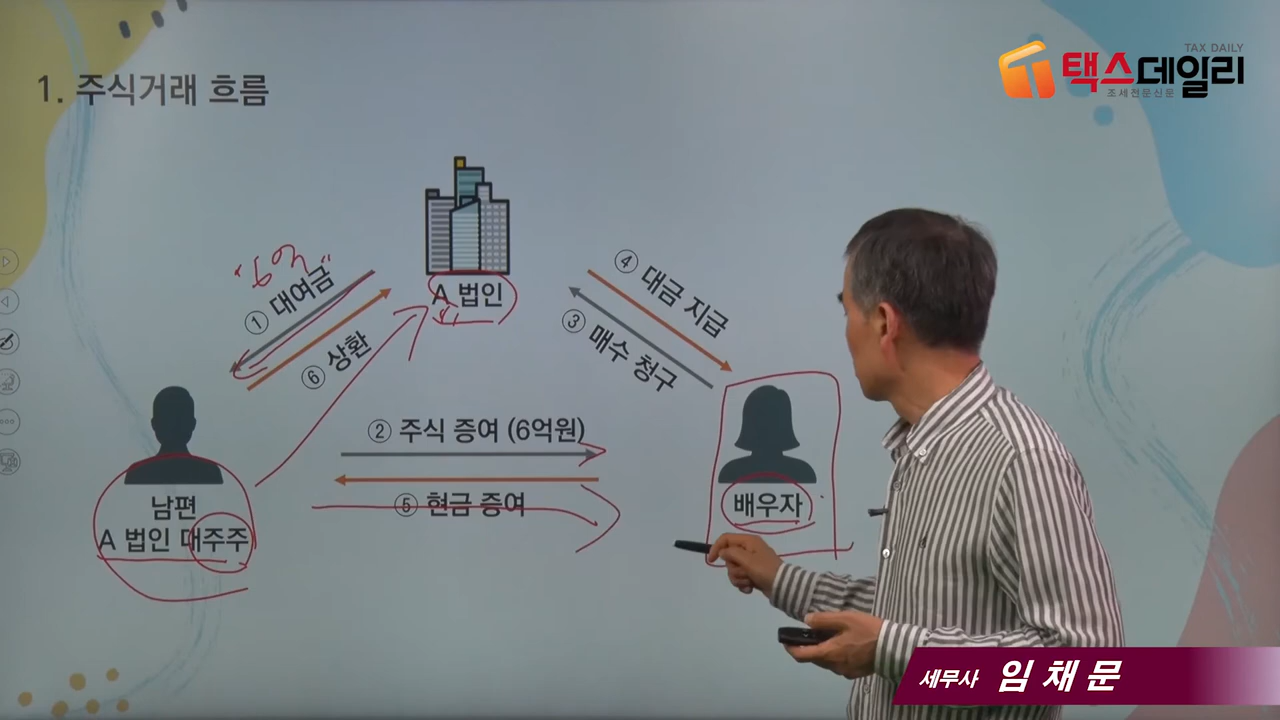 1. 주식거래 흐름
TAX DAILY
택스데일리
조세전문신문
"6억"
① 대여금
⑥ 상환
A 법인
④ 대금 지급
③ 매수 청구
② 주식 증여 (6억원)
⑤ 현금 증여
남편
A 법인 대주주
배우자
세무사 임채문